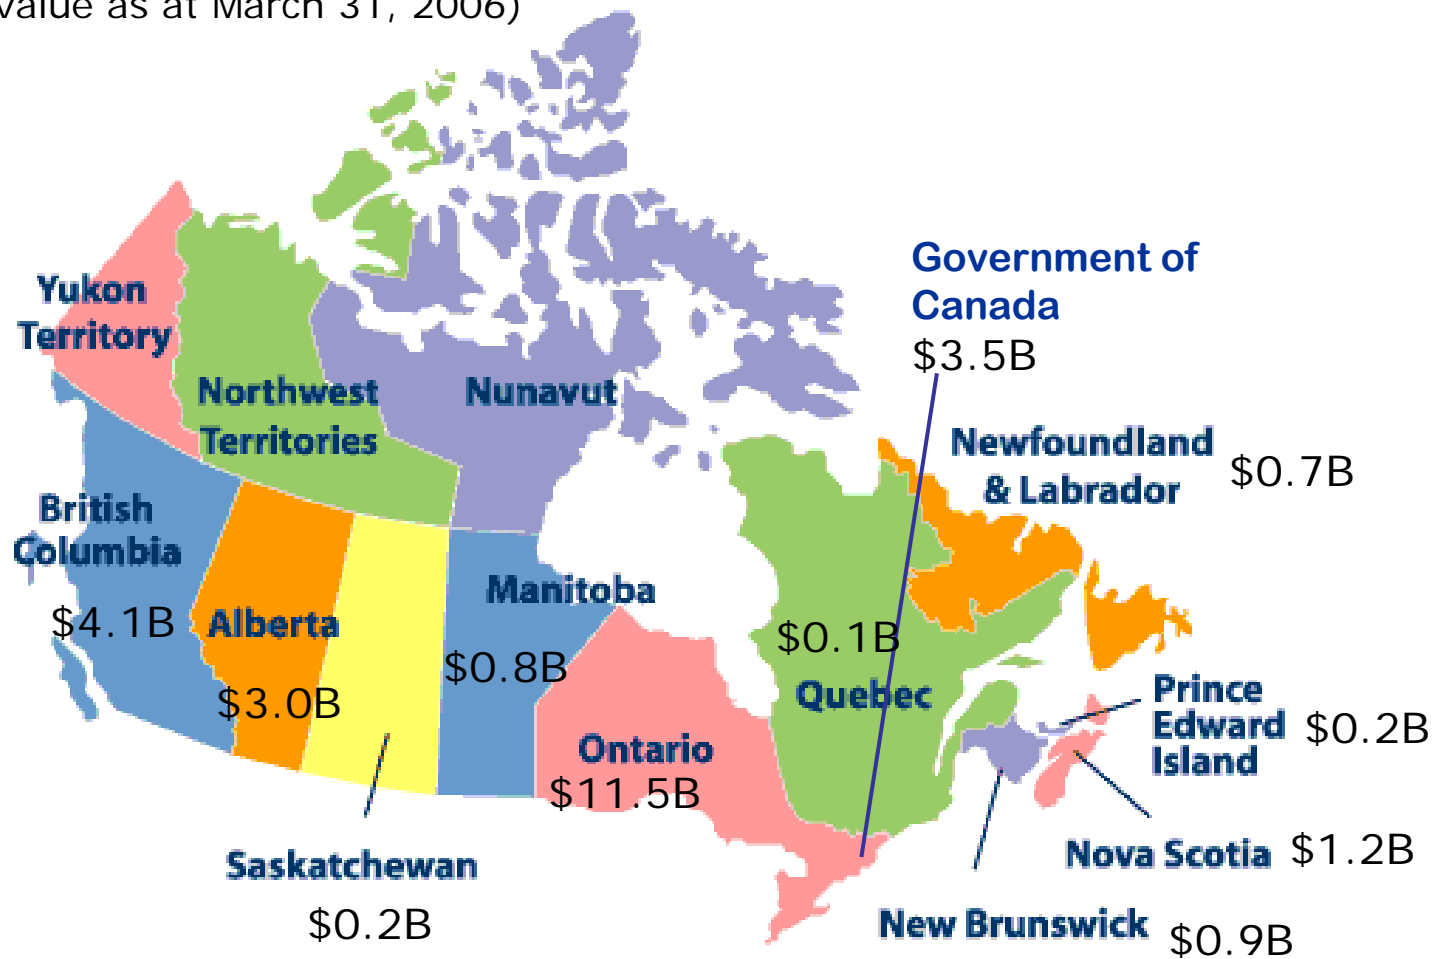 value as at March 31, 2006)
Government of
Canada
$3.5B
Yukon
Territory
Northwest
Territories
Nunavut
Newfoundland
& Labrador
$0.7B
British
Columbia
$4.1B
Alberta
$3.0B
Manitoba
$0.8B
$0.1B
Quebec
Prince
Edward
Island
$0.2B
Ontario
$11.5B
Nova Scotia
$1.2B
Saskatchewan
$0.2B
New Brunswick
$0.9B